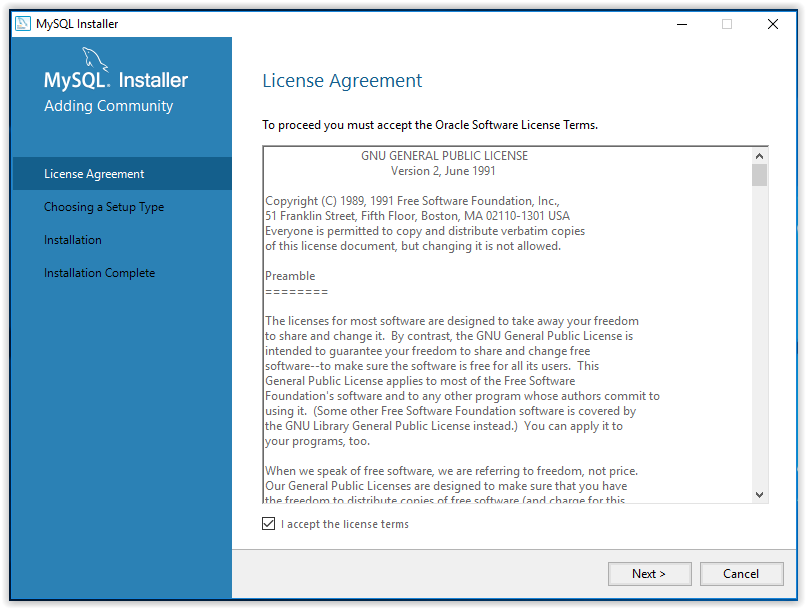 MySQL Installer
MySQL. Installer
Adding Community
License Agreement
Choosing a Setup Type
Installation
Installation Complete
License Agreement
To proceed you must accept the Oracle Software License Terms.
GNU GENERAL PUBLIC LICENSE
Version 2, June 1991
Copyright (C) 1989, 1991 Free Software Foundation, Inc.,
51 Franklin Street, Fifth Floor, Boston, MA 02110-1301 USA
Everyone is permitted to copy and distribute verbatim copies
of this license document, but changing it is not allowed.
Preamble
========
The licenses for most software are designed to take away your freedom
to share and change it.  By contrast, the GNU General Public License is
intended to guarantee your freedom to share and change free
software--to make sure the software is free for all its users.  This
General Public License applies to most of the Free Software
Foundation's software and to any other program whose authors commit to
using it.  (Some other Free Software Foundation software is covered by
the GNU Library General Public License instead.)  You can apply it to
your programs, too.
When we speak of free software, we are referring to freedom, not price.
Our General Public Licenses are designed to make sure that you have
the freedom to distribute copies of free software (and charge for this
I accept the license terms
Next >
Cancel